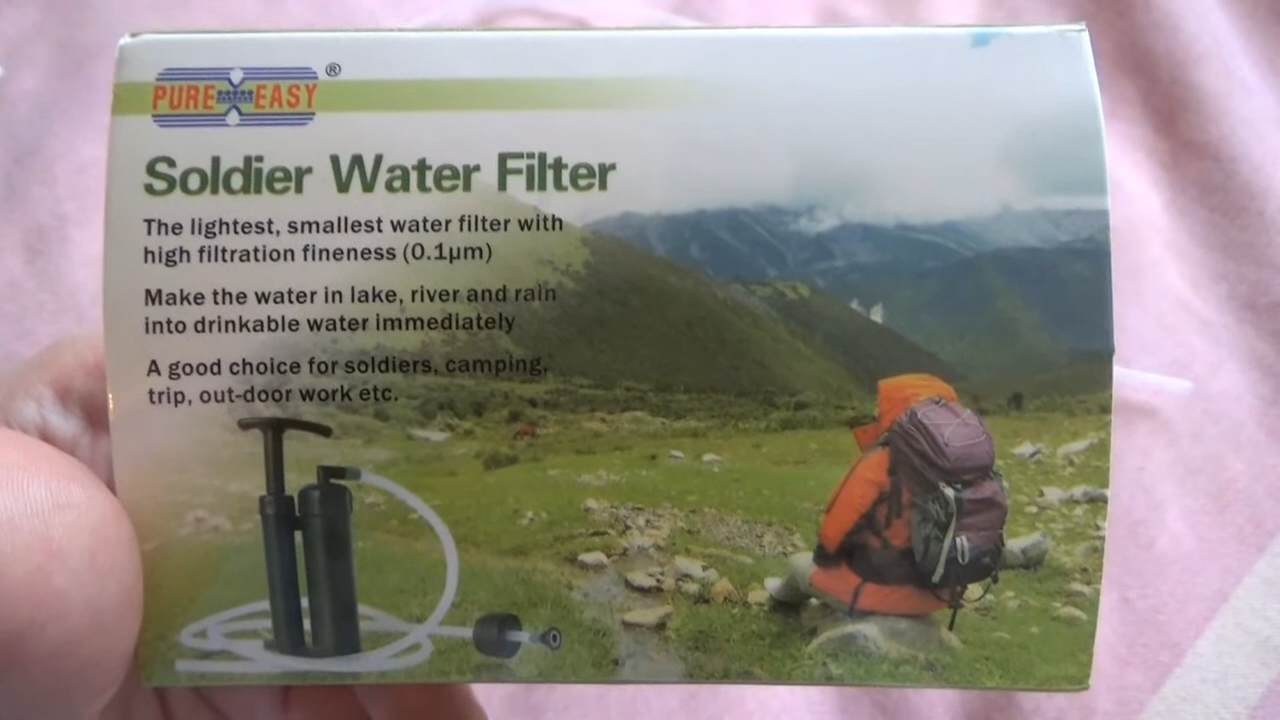 PURE EASY ®
Soldier Water Filter
The lightest, smallest water filter with
high filtration fineness (0.1μm)
Make the water in lake, river and rain
into drinkable water immediately
A good choice for soldiers, camping,
trip, out-door work etc.